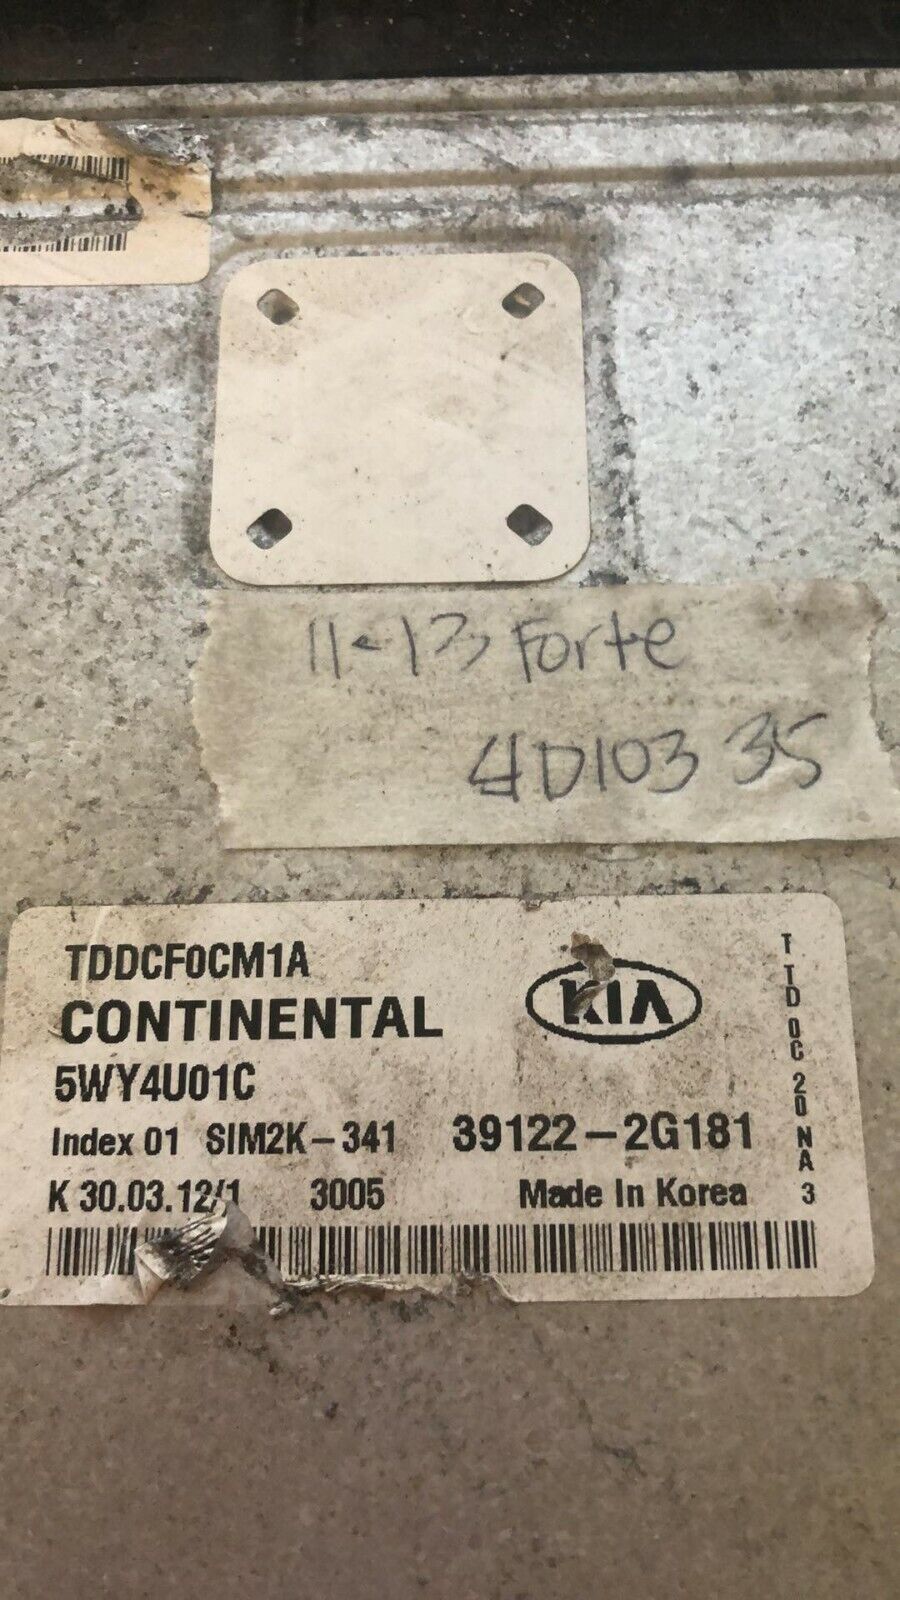 11-13 Forte
4D103 35
TDDCF0CM1A
CONTINENTAL
KIA
5WY4U01C
Index 01 SIM2K-341 39122-2G181
K 30.03.12/1 3005 Made In Korea
T TD 0C 20 NA 3